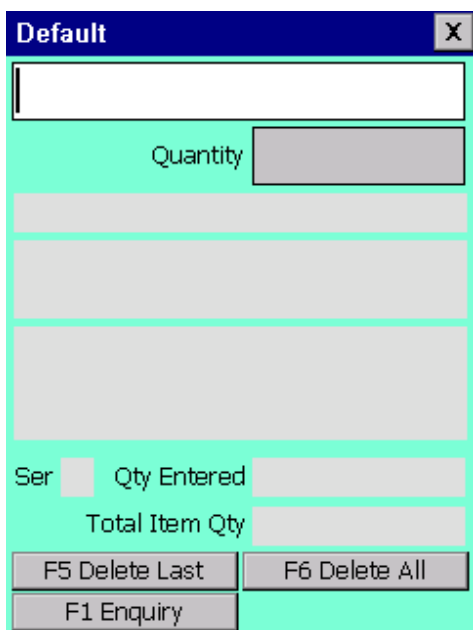 Default X
Quantity
Ser Qty Entered
Total Item Qty
F5 Delete Last F6 Delete All
F1 Enquiry